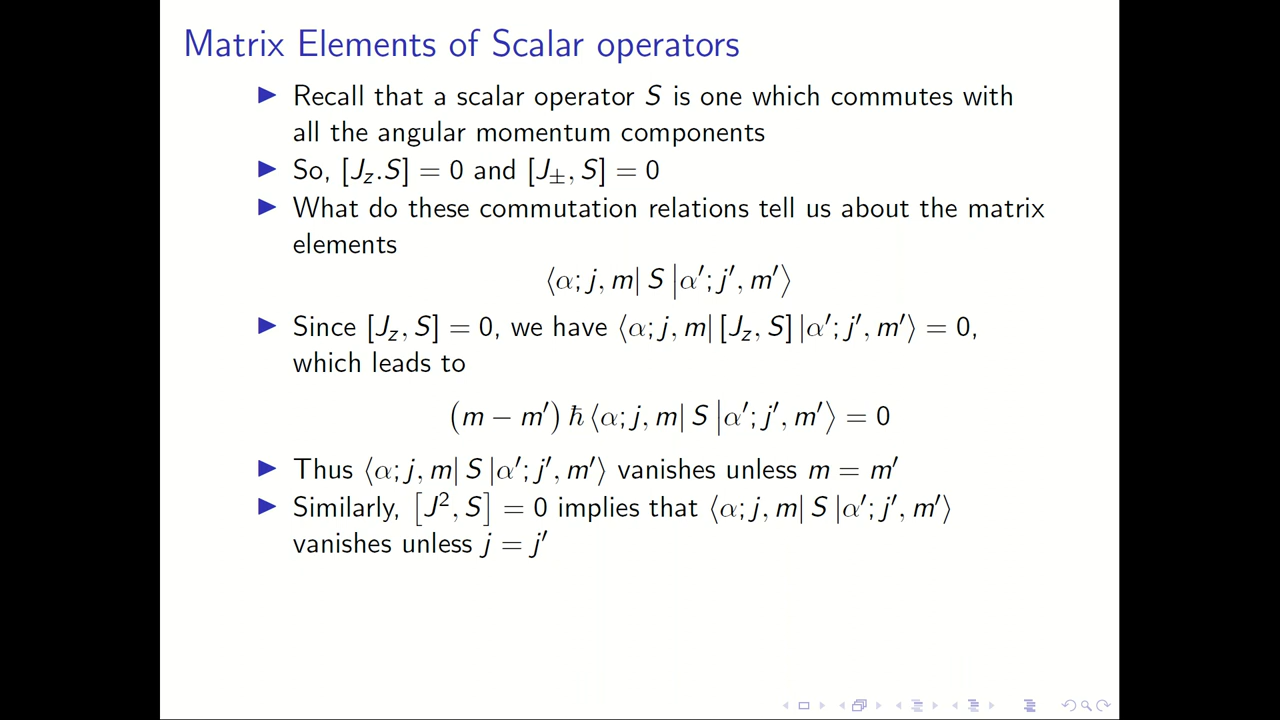 Matrix Elements of Scalar operators
▶ Recall that a scalar operator S is one which commutes with
all the angular momentum components
▶ So, [J_z.S] = 0 and [J_±, S] = 0
▶ What do these commutation relations tell us about the matrix
elements
⟨α; j, m| S |α′; j′, m′⟩
▶ Since [J_z, S] = 0, we have ⟨α; j, m| [J_z, S] |α′; j′, m′⟩ = 0,
which leads to
(m − m′) ℏ ⟨α; j, m| S |α′; j′, m′⟩ = 0
▶ Thus ⟨α; j, m| S |α′; j′, m′⟩ vanishes unless m = m′
▶ Similarly, [J², S] = 0 implies that ⟨α; j, m| S |α′; j′, m′⟩
vanishes unless j = j′